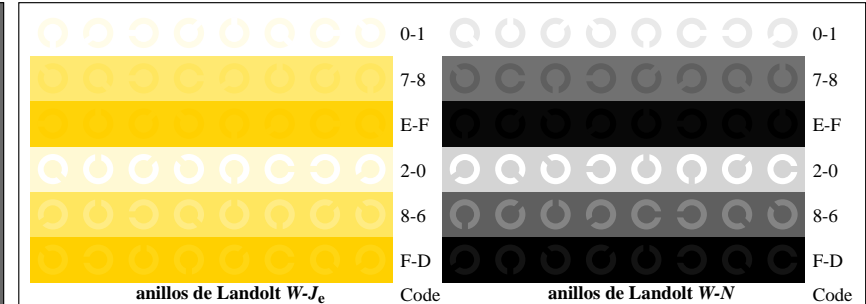 0-1 0-1
7-8 7-8
E-F E-F
2-0 2-0
8-6 8-6
F-D F-D
anillos de Landolt W-Je Code anillos de Landolt W-N Code